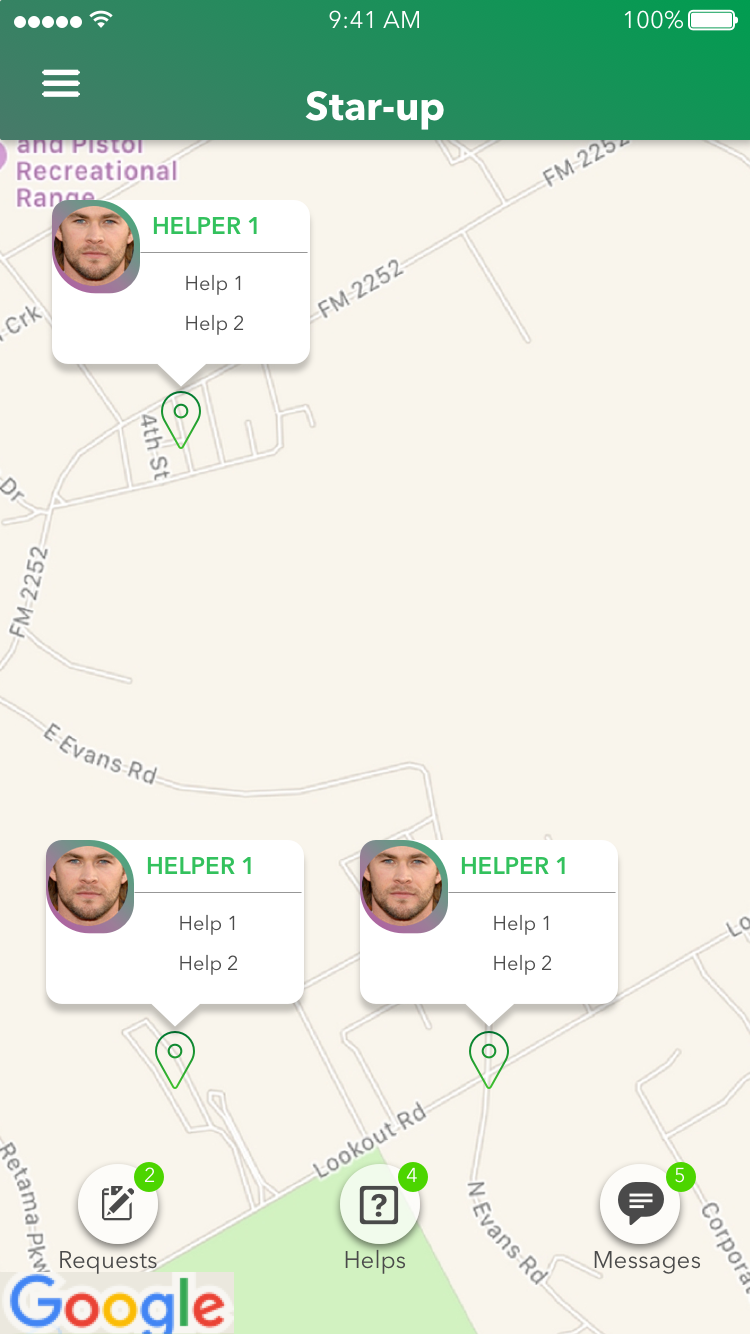 9:41 AM
100%
Star-up
and Pistol
Recreational
Range
FM 2252
HELPER 1
Help 1
Help 2
FM 2252
Crk
4th St
Dr
FM 2252
E Evans Rd
HELPER 1
Help 1
Help 2
HELPER 1
Help 1
Help 2
Lo
Lookout Rd
Retama Pkw
N Evans Rd
Corporat
2
4
5
Requests
Helps
Messages
Google